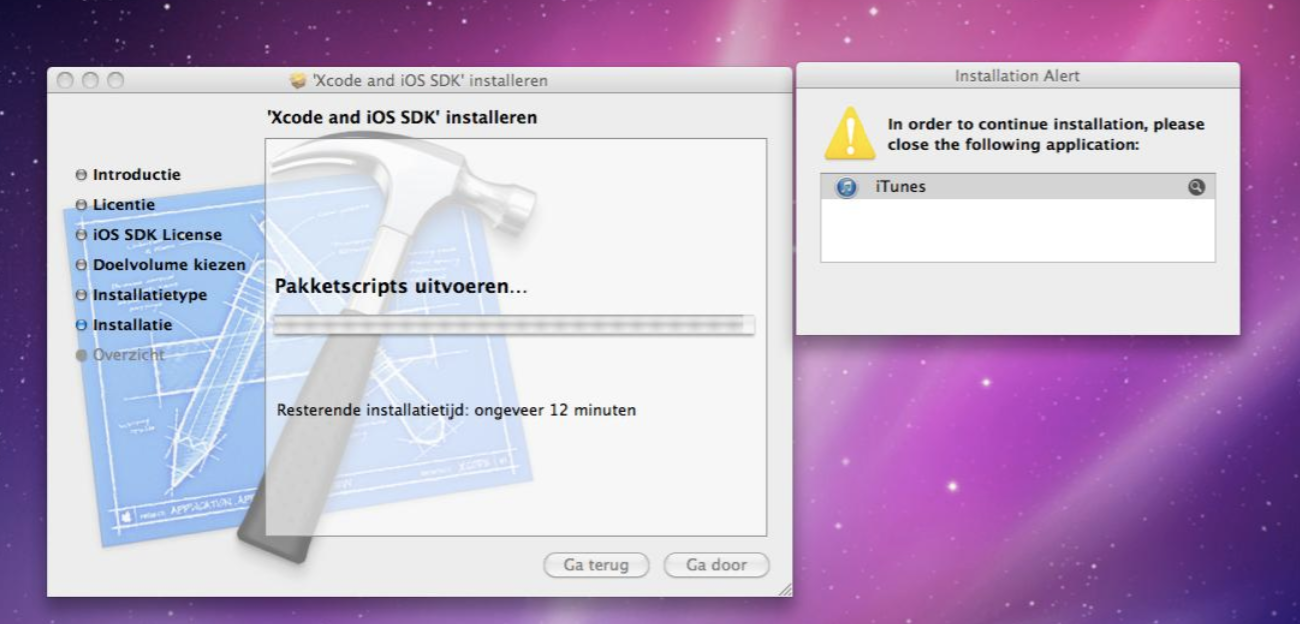 'Xcode and iOS SDK' installeren
'Xcode and iOS SDK' installeren
Introductie
Licentie
iOS SDK License
Doelvolume kiezen
Installatietype
Installatie
Overzicht
Pakketscripts uitvoeren...
Resterende installatietijd: ongeveer 12 minuten
APPLICATION
Ga terug
Ga door
Installation Alert
In order to continue installation, please
close the following application:
iTunes